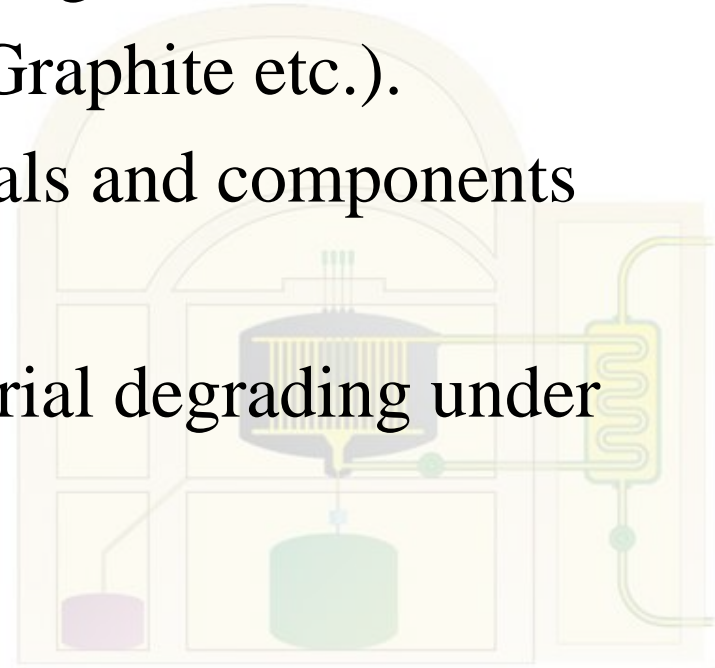 Graphite etc.).
als and components
rial degrading under